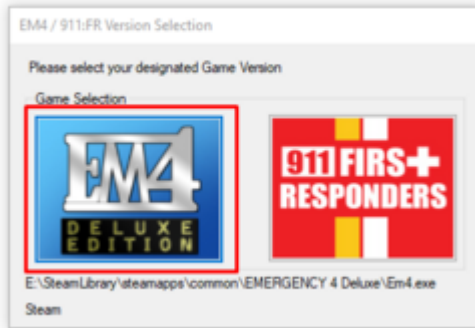 EM4 / 911:FR Version Selection
Please select your designated Game Version
Game Selection
EM4
DELUXE
EDITION
911 FIRS+
RESPONDERS
E:\SteamLibrary\steamapps\common\EMERGENCY 4 Deluxe\Em4.exe
Steam